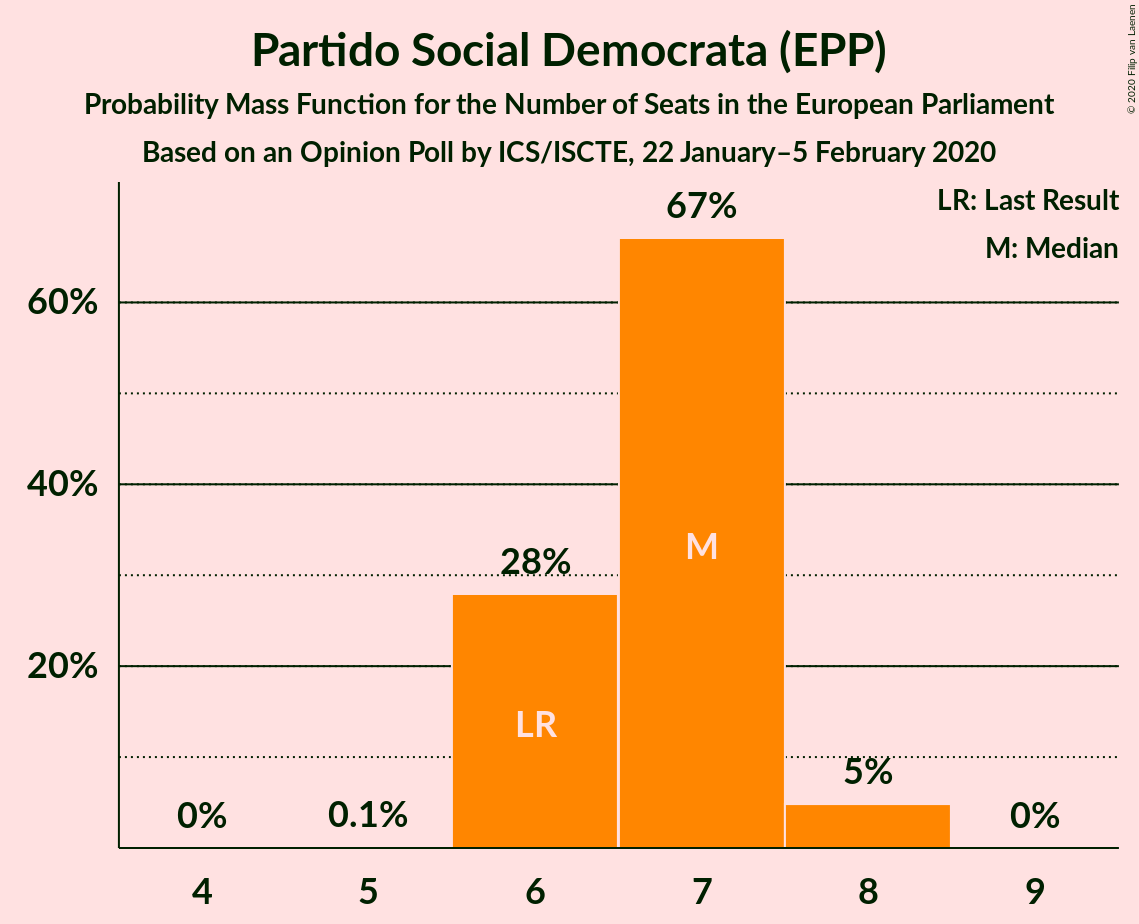 Partido Social Democrata (EPP)
Probability Mass Function for the Number of Seats in the European Parliament
Based on an Opinion Poll by ICS/ISCTE, 22 January–5 February 2020
© 2020 Filip van Laenen
LR: Last Result
M: Median
67%
60%
40%
M
28%
20%
LR
5%
0%
0.1%
0%
4
5
6
7
8
9